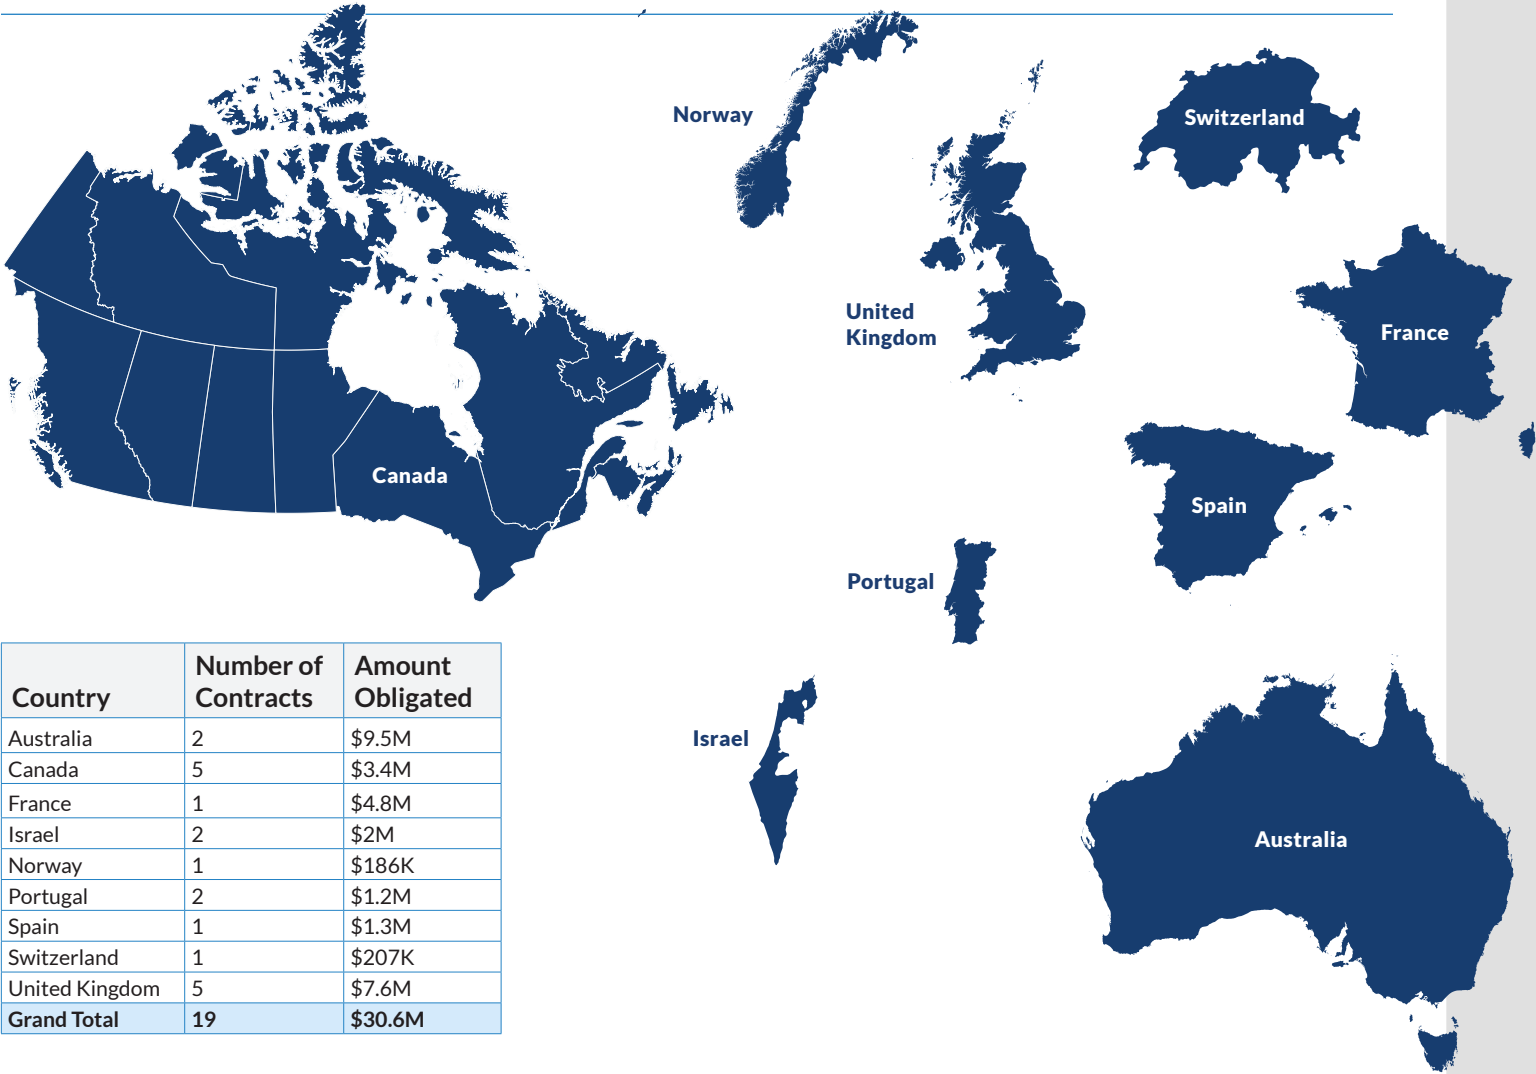 Norway
Switzerland
United
Kingdom
France
Canada
Spain
Portugal
Israel
Australia
Country Number of Contracts Amount Obligated
Australia 2 $9.5M
Canada 5 $3.4M
France 1 $4.8M
Israel 2 $2M
Norway 1 $186K
Portugal 2 $1.2M
Spain 1 $1.3M
Switzerland 1 $207K
United Kingdom 5 $7.6M
Grand Total 19 $30.6M